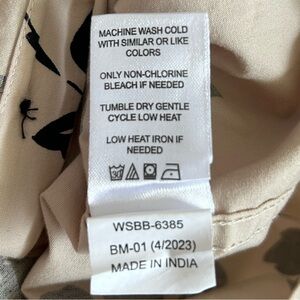 MACHINE WASH COLD
WITH SIMILAR OR LIKE
COLORS
ONLY NON-CHLORINE
BLEACH IF NEEDED
TUMBLE DRY GENTLE
CYCLE LOW HEAT
LOW HEAT IRON IF
NEEDED
30
WSBB-6385
BM-01 (4/2023)
MADE IN INDIA